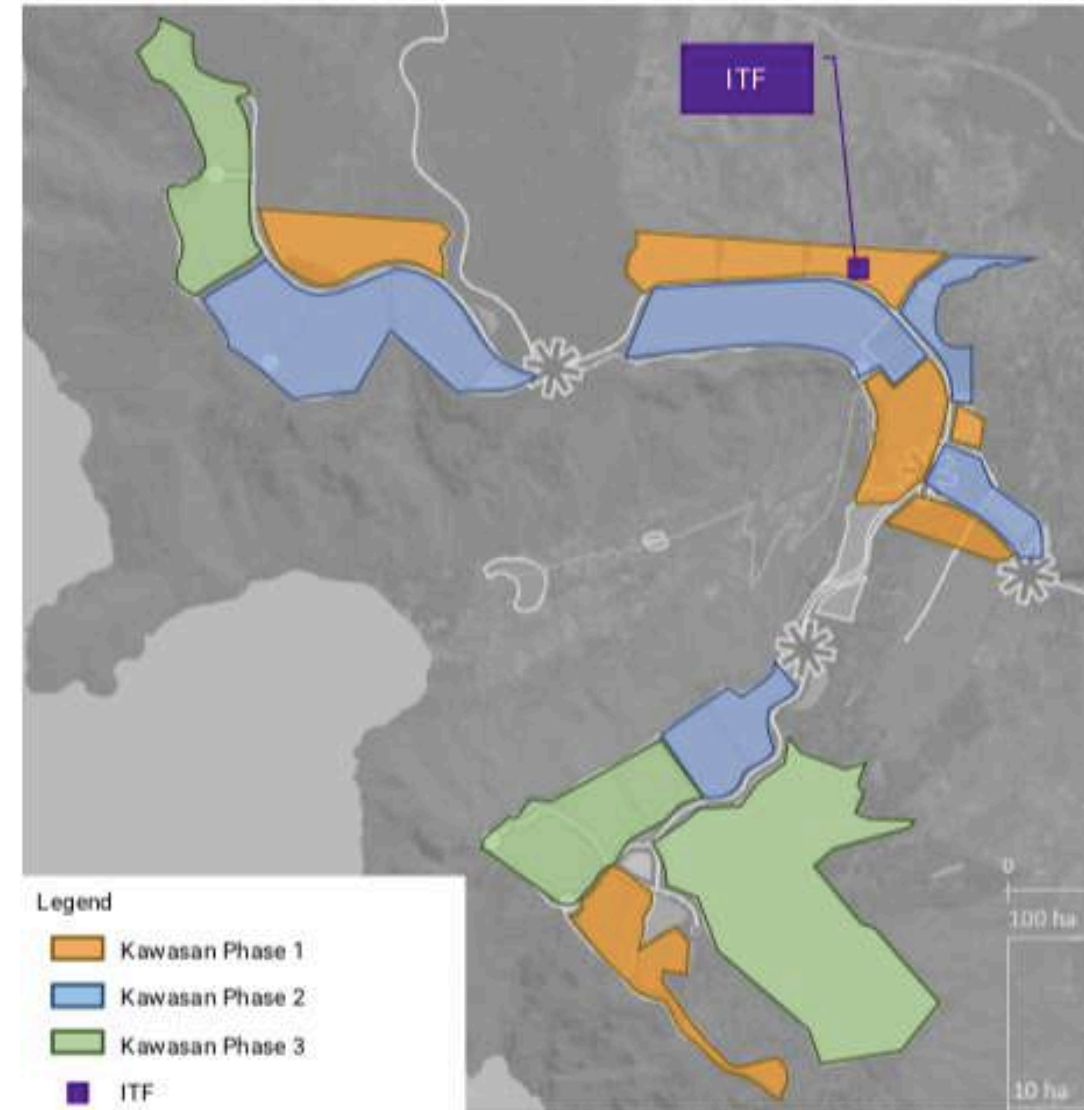 ITF
Legend
Kawasan Phase 1
Kawasan Phase 2
Kawasan Phase 3
ITF
0
100 ha
10 ha